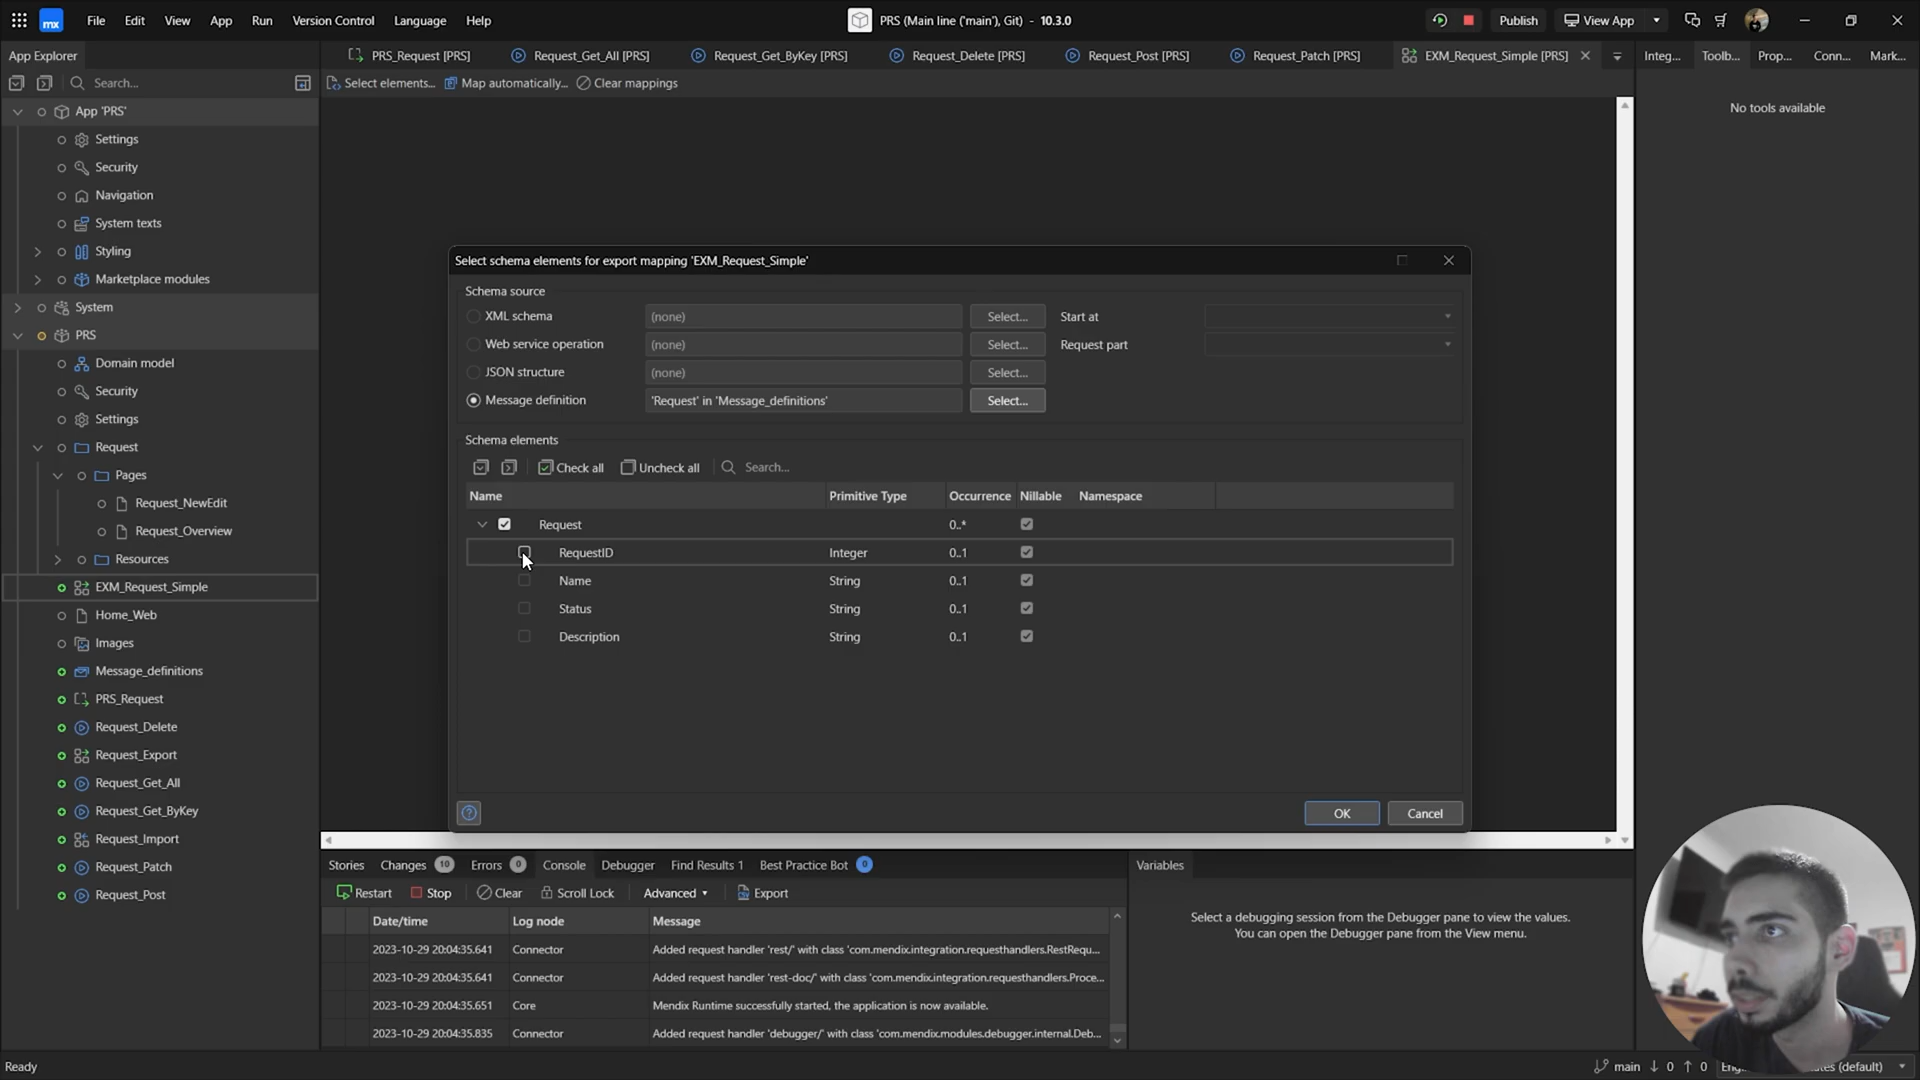 mx File Edit View App Run Version Control Language Help PRS (Main line ('main'), Git) - 10.3.0 Publish View App
App Explorer PRS_Request [PRS] Request_Get_All [PRS] Request_Get_ByKey [PRS] Request_Delete [PRS] Request_Post [PRS] Request_Patch [PRS] EXM_Request_Simple [PRS] Integ... Toolb... Prop... Conn... Mark...
Search... Select elements... Map automatically... Clear mappings
No tools available
App 'PRS'
Settings
Security
Navigation
System texts
Styling
Marketplace modules
System
PRS
Domain model
Security
Settings
Request
Pages
Request_NewEdit
Request_Overview
Resources
EXM_Request_Simple
Home_Web
Images
Message_definitions
PRS_Request
Request_Delete
Request_Export
Request_Get_All
Request_Get_ByKey
Request_Import
Request_Patch
Request_Post
Select schema elements for export mapping 'EXM_Request_Simple'
Schema source
XML schema (none) Select... Start at
Web service operation (none) Select... Request part
JSON structure (none) Select...
Message definition 'Request' in 'Message_definitions' Select...
Schema elements
Check all Uncheck all Search...
Name Primitive Type Occurrence Nillable Namespace
Request 0..*
RequestID Integer 0..1
Name String 0..1
Status String 0..1
Description String 0..1
OK Cancel
Stories Changes 10 Errors 0 Console Debugger Find Results 1 Best Practice Bot 0 Variables
Restart Stop Clear Scroll Lock Advanced Export
Date/time Log node Message
2023-10-29 20:04:35.641 Connector Added request handler 'rest/' with class 'com.mendix.integration.requesthandlers.RestRequ...
2023-10-29 20:04:35.641 Connector Added request handler 'rest-doc/' with class 'com.mendix.integration.requesthandlers.Proce...
2023-10-29 20:04:35.651 Core Mendix Runtime successfully started, the application is now available.
2023-10-29 20:04:35.835 Connector Added request handler 'debugger/' with class 'com.mendix.modules.debugger.internal.Deb...
Select a debugging session from the Debugger pane to view the values.
You can open the Debugger pane from the View menu.
Ready main 0 0 (default)